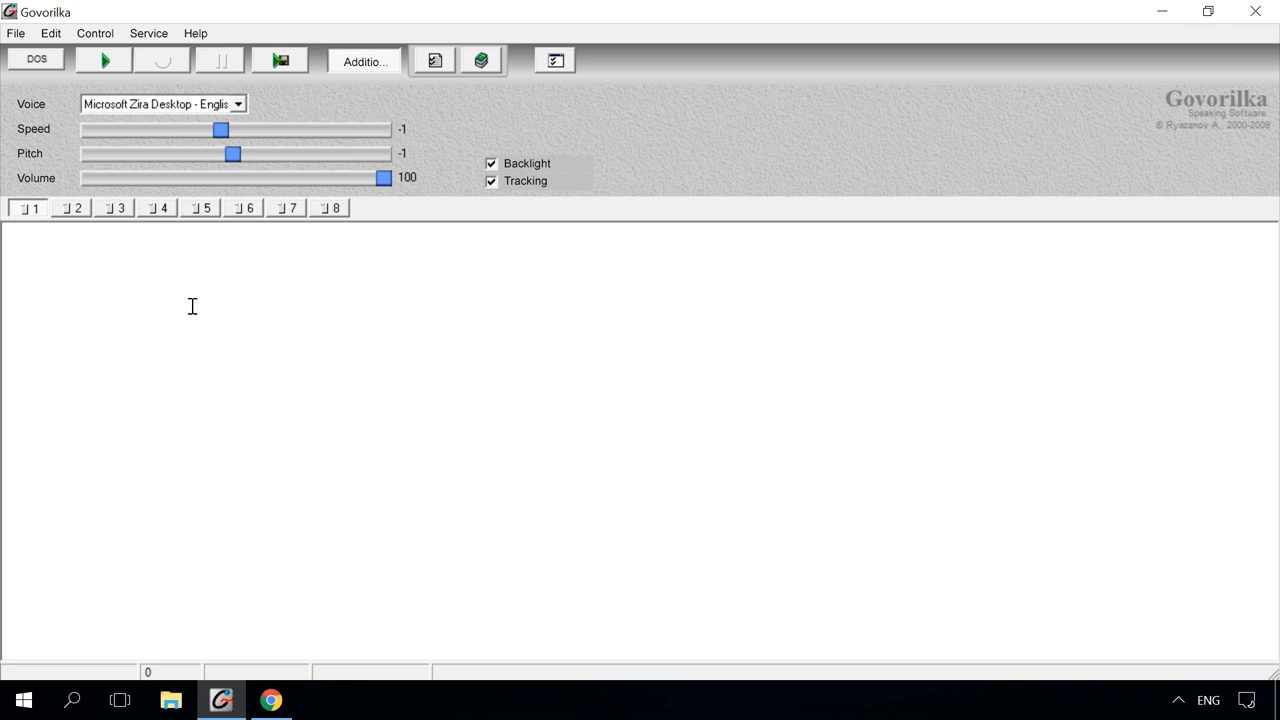 Govorilka
File Edit Control Service Help
DOS Additio...
Voice Microsoft Zira Desktop - Englis
Govorilka
Speaking Software
© Ryazanov A., 2000-2009
Speed -1
Pitch -1
Backlight
Volume 100
Tracking
1 2 3 4 5 6 7 8
0
ENG